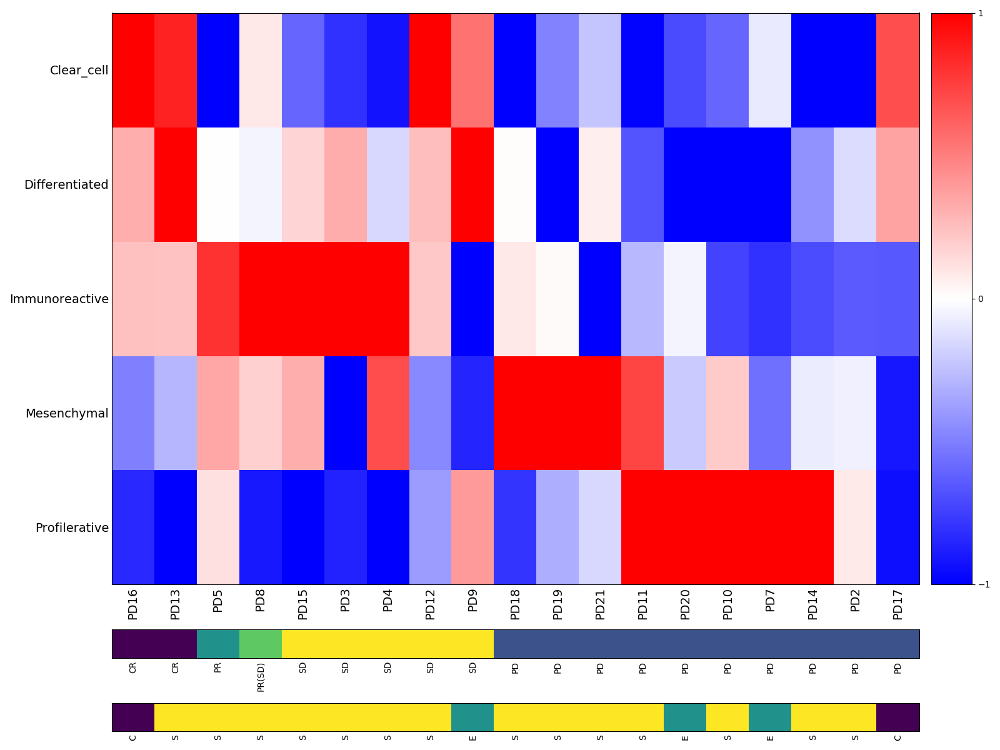 1
Clear_cell
Differentiated
Immunoreactive
0
Mesenchymal
Profilerative
−1
PD16 PD13 PD5 PD8 PD15 PD3 PD4 PD12 PD9 PD18 PD19 PD21 PD11 PD20 PD10 PD7 PD14 PD2 PD17
CR CR PR PR(SD) SD SD SD SD SD PD PD PD PD PD PD PD PD PD PD
C S S S S S S S E S S S S E S E S S C